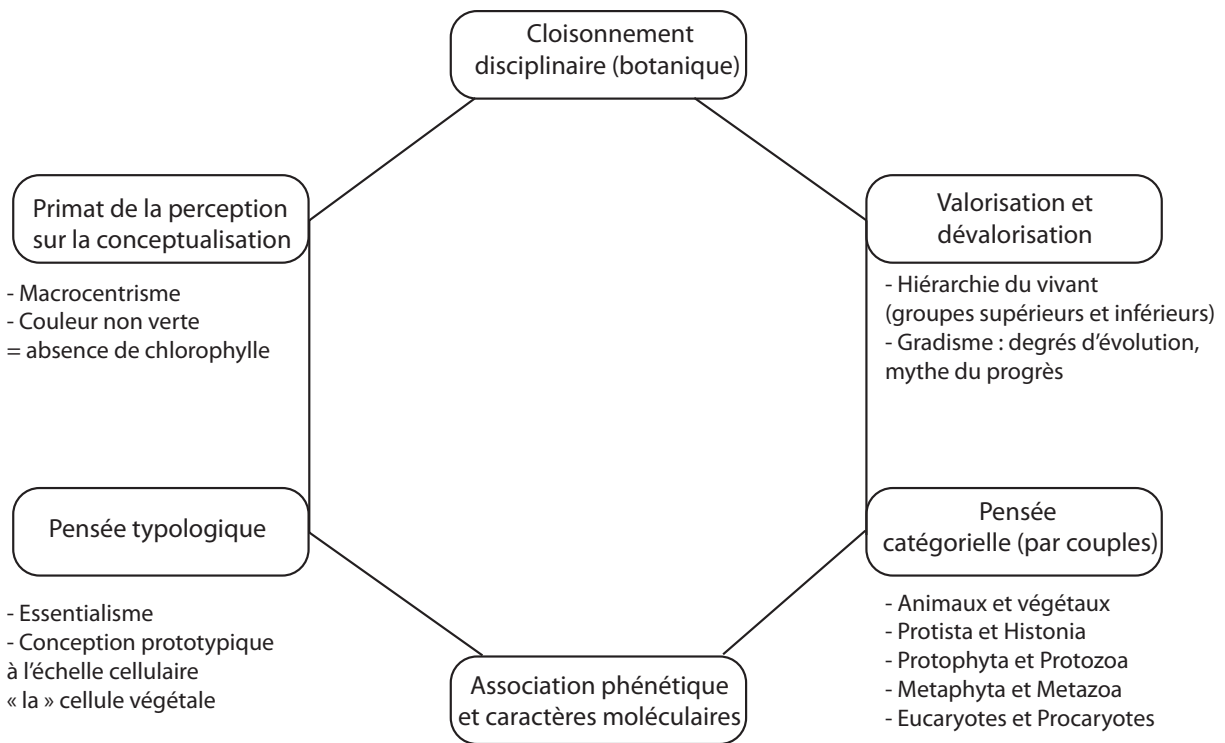 Cloisonnement
disciplinaire (botanique)
Primat de la perception
sur la conceptualisation
- Macrocentrisme
- Couleur non verte
= absence de chlorophylle
Valorisation et
dévalorisation
- Hiérarchie du vivant
(groupes supérieurs et inférieurs)
- Gradisme : degrés d’évolution,
mythe du progrès
Pensée typologique
- Essentialisme
- Conception prototypique
à l’échelle cellulaire
« la » cellule végétale
Association phénétique
et caractères moléculaires
Pensée
catégorielle (par couples)
- Animaux et végétaux
- Protista et Histonia
- Protophyta et Protozoa
- Metaphyta et Metazoa
- Eucaryotes et Procaryotes